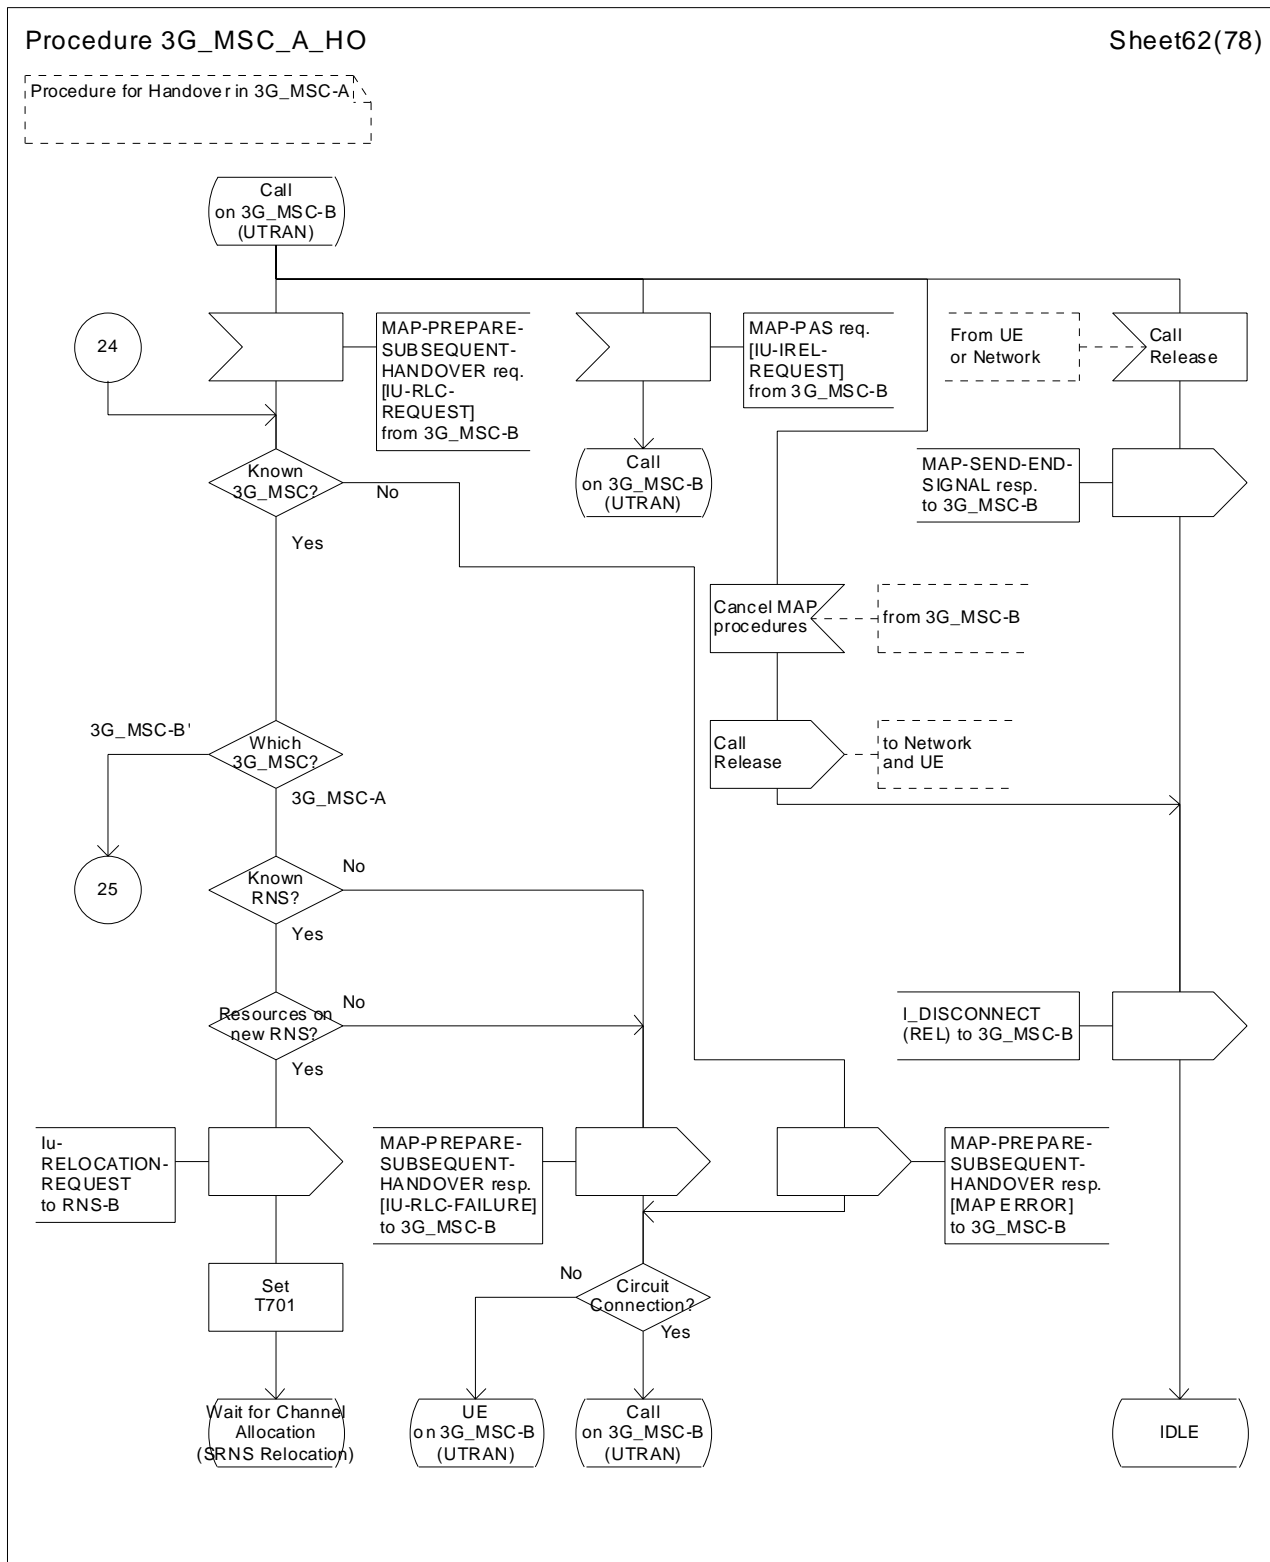 Procedure 3G_MSC_A_HO
Sheet62(78)
Procedure for Handover in 3G_MSC-A
Call
on 3G_MSC-B
(UTRAN)
24
MAP-PREPARE-
SUBSEQUENT-
HANDOVER req.
[IU-RLC-
REQUEST]
from 3G_MSC-B
MAP-PAS req.
[IU-IREL-
REQUEST]
from 3G_MSC-B
From UE
or Network
Call
Release
Known
3G_MSC?
No
Yes
Call
on 3G_MSC-B
(UTRAN)
MAP-SEND-END-
SIGNAL resp.
to 3G_MSC-B
Cancel MAP
procedures
from 3G_MSC-B
3G_MSC-B'
Which
3G_MSC?
3G_MSC-A
Call
Release
to Network
and UE
25
Known
RNS?
No
Yes
Resources on
new RNS?
No
Yes
I_DISCONNECT
(REL) to 3G_MSC-B
Iu-
RELOCATION-
REQUEST
to RNS-B
MAP-PREPARE-
SUBSEQUENT-
HANDOVER resp.
[IU-RLC-FAILURE]
to 3G_MSC-B
MAP-PREPARE-
SUBSEQUENT-
HANDOVER resp.
[MAP ERROR]
to 3G_MSC-B
Set
T701
No
Circuit
Connection?
Yes
Wait for Channel
Allocation
(SRNS Relocation)
UE
on 3G_MSC-B
(UTRAN)
Call
on 3G_MSC-B
(UTRAN)
IDLE